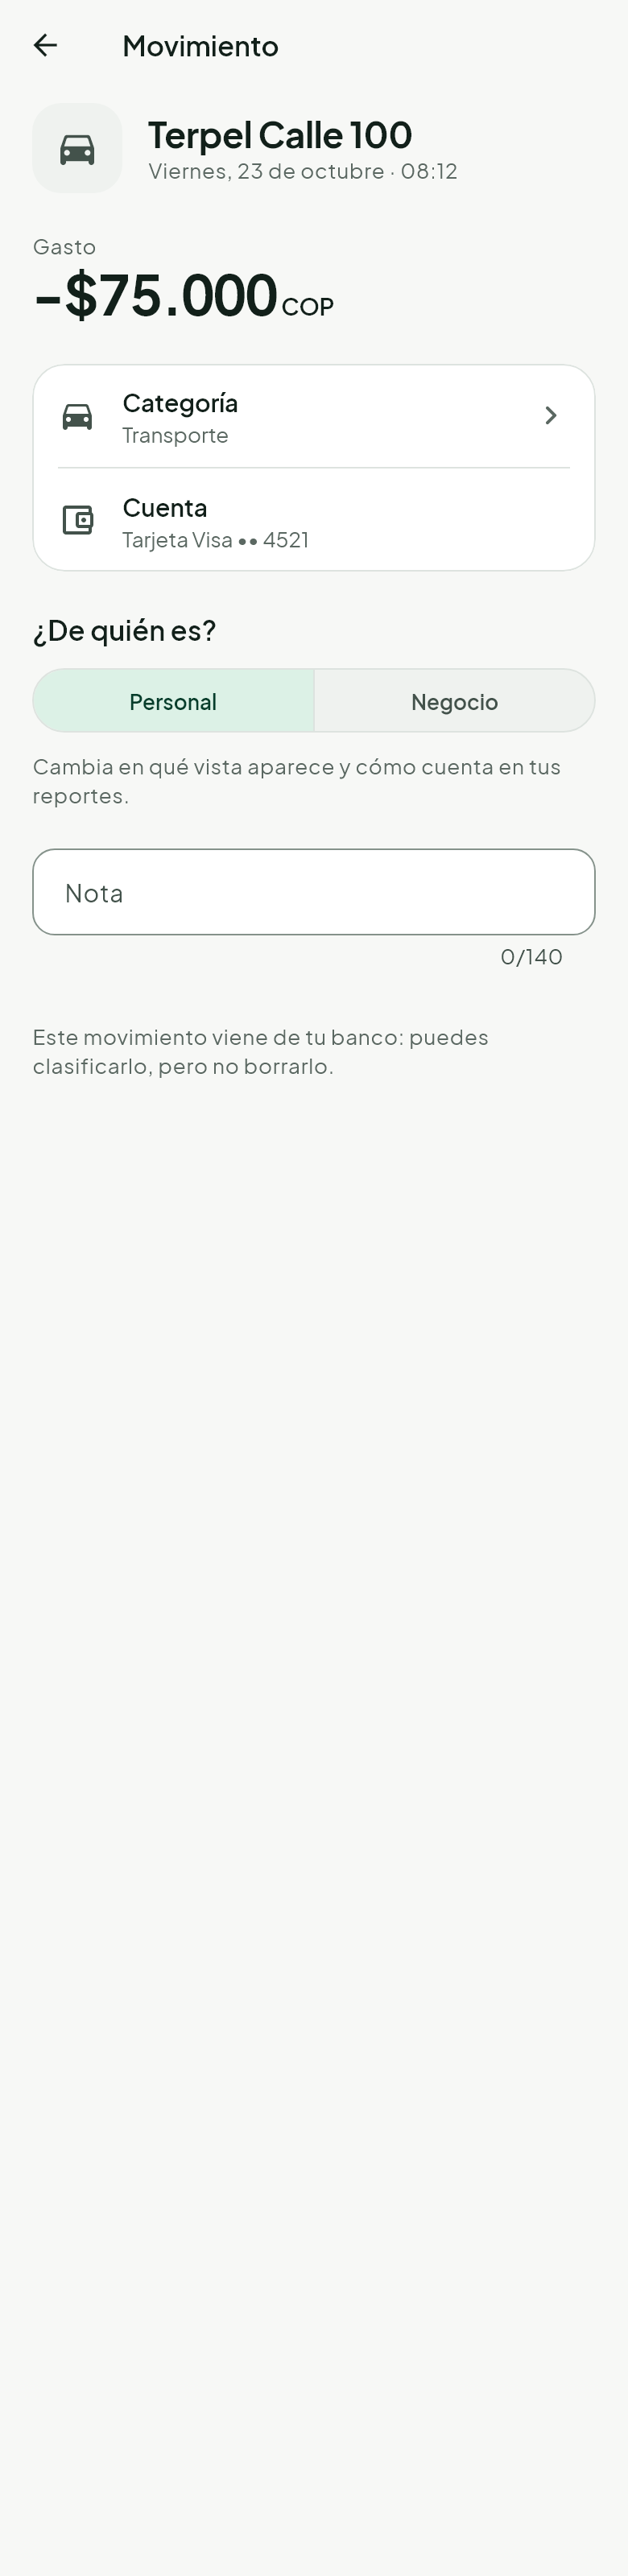 Movimiento
Terpel Calle 100
Viernes, 23 de octubre · 08:12
Gasto
−$75.000 COP
Categoría
Transporte
Cuenta
Tarjeta Visa •• 4521
¿De quién es?
Personal
Negocio
Cambia en qué vista aparece y cómo cuenta en tus
reportes.
Nota
0/140
Este movimiento viene de tu banco: puedes
clasificarlo, pero no borrarlo.